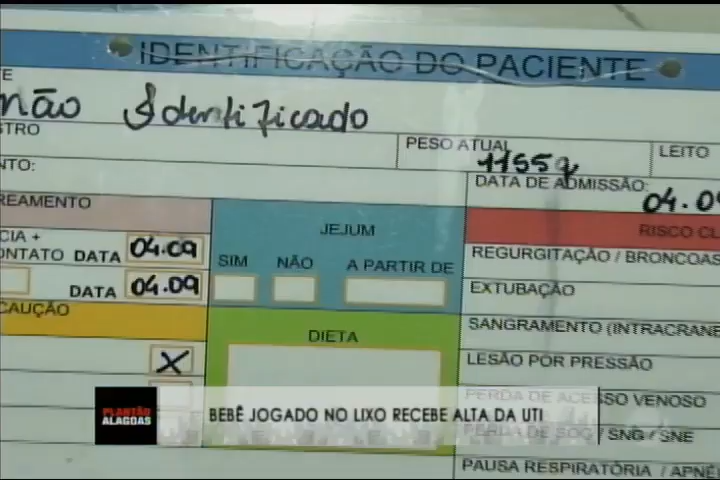 IDENTIFICAÇÃO DO PACIENTE
não Identificado
PESO ATUAL
1155g
LEITO
DATA DE ADMISSÃO:
04.09
JEJUM
RISCO CL
CIA +
ONTATO DATA 04.09
SIM NÃO A PARTIR DE
REGURGITAÇÃO / BRONCOAS
DATA 04.09
EXTUBAÇÃO
CAUÇÃO
DIETA
SANGRAMENTO (INTRACRANE
X
LESÃO POR PRESSÃO
PERDA DE ACESSO VENOSO
PLANTÃO
ALAGOAS
BEBÊ JOGADO NO LIXO RECEBE ALTA DA UTI
PERDA DE SOG / SNG / SNE
PAUSA RESPIRATÓRIA / APNÉ